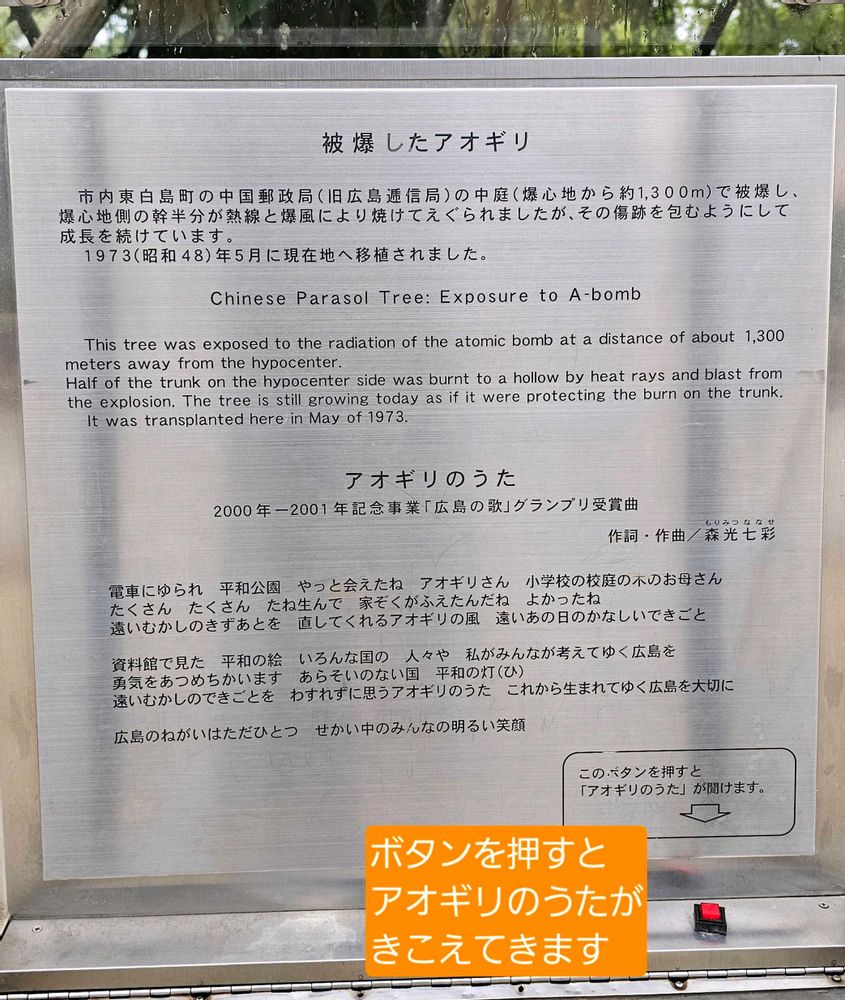 被爆したアオギリ
市内東白島町の中国郵政局(旧広島逓信局)の中庭(爆心地から約1,300m)で被爆し、
爆心地側の幹半分が熱線と爆風により焼けてえぐられましたが、その傷跡を包むようにして
成長を続けています。
1973(昭和48)年5月に現在地へ移植されました。
Chinese Parasol Tree: Exposure to A-bomb
This tree was exposed to the radiation of the atomic bomb at a distance of about 1,300
meters away from the hypocenter.
Half of the trunk on the hypocenter side was burnt to a hollow by heat rays and blast from
the explosion. The tree is still growing today as if it were protecting the burn on the trunk.
It was transplanted here in May of 1973.
アオギリのうた
2000年ー2001年記念事業「広島の歌」グランプリ受賞曲
もりみつななせ
作詞・作曲/森光七彩
電車にゆられ 平和公園 やっと会えたね アオギリさん 小学校の校庭の木のお母さん
たくさん たくさん たね生んで 家ぞくがふえたんだね よかったね
遠いむかしのきずあとを 直してくれるアオギリの風 遠いあの日のかなしいできごと
資料館で見た 平和の絵 いろんな国の 人々や 私がみんなが考えてゆく広島を
勇気をあつめちかいます あらそいのない国 平和の灯(ひ)
遠いむかしのできごとを わすれずに思うアオギリのうた これから生まれてゆく広島を大切に
広島のねがいはただひとつ せかい中のみんなの明るい笑顔
このボタンを押すと
「アオギリのうた」が聞けます。
ボタンを押すと
アオギリのうたが
きこえてきます